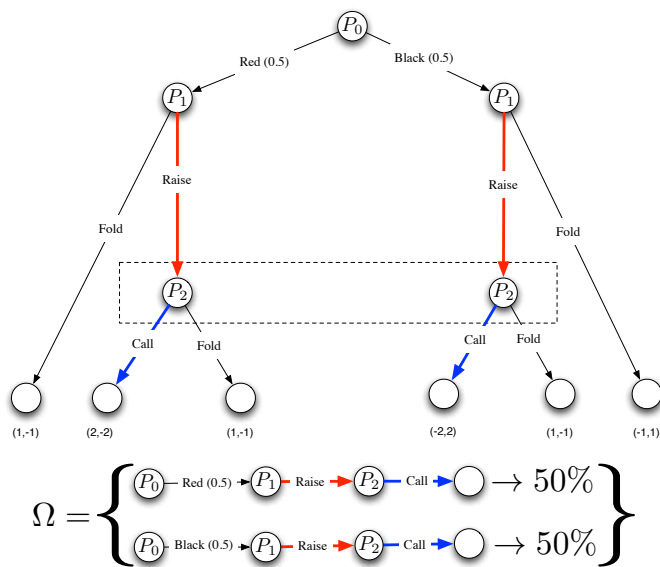 P₀
Red (0.5) Black (0.5)
P₁ P₁
Raise Raise
Fold Fold
P₂ P₂
Call Fold Call Fold
(1,-1) (2,-2) (1,-1) (-2,2) (1,-1) (-1,1)
Ω = { P₀ Red (0.5) P₁ Raise P₂ Call → 50%
P₀ Black (0.5) P₁ Raise P₂ Call → 50% }